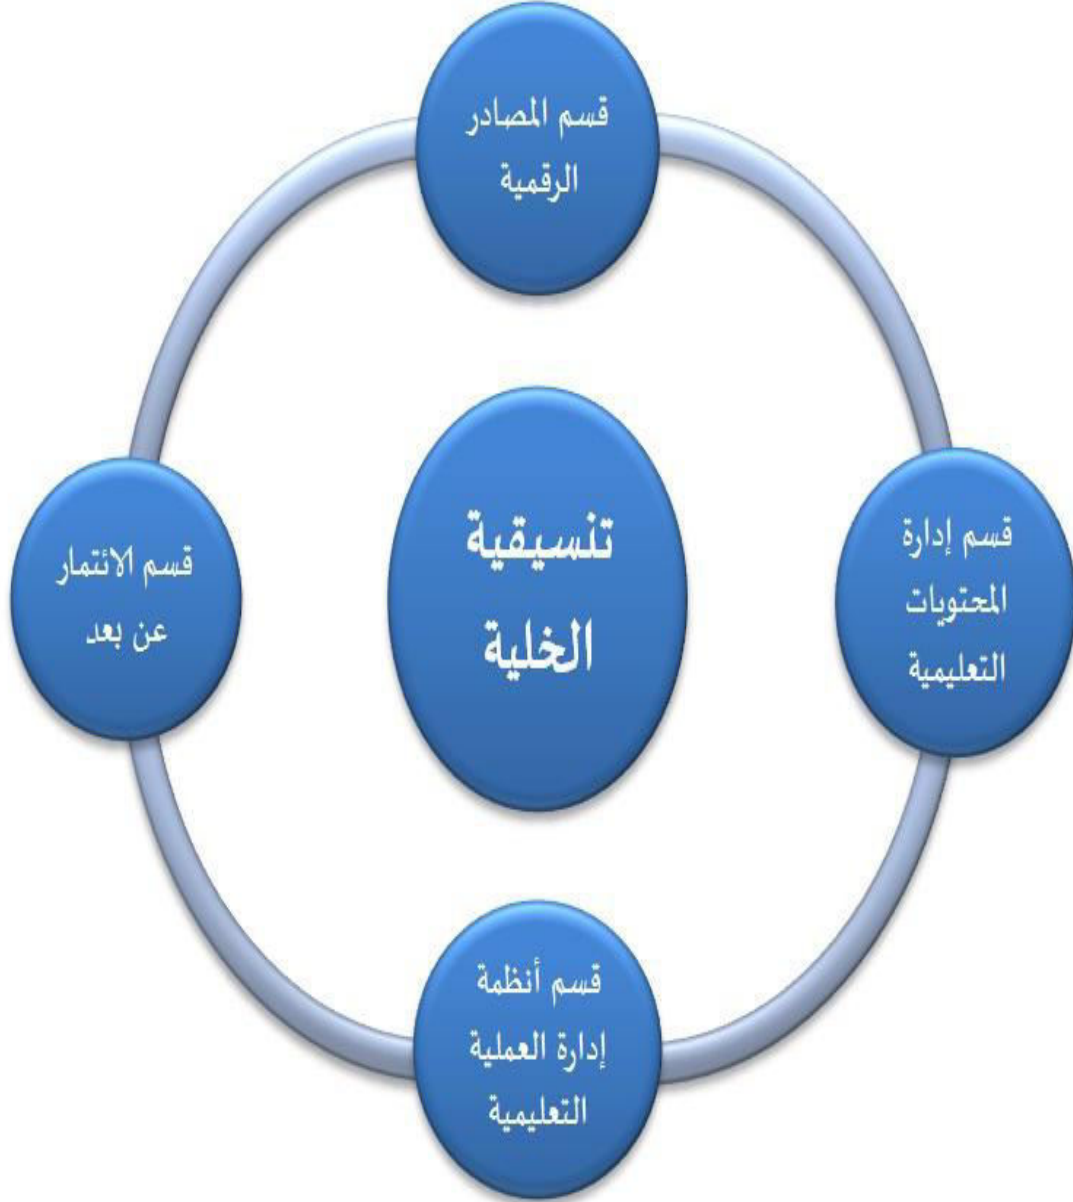 قسم المصادر
الرقمية
قسم إدارة
المحتويات
التعليمية
تنسيقية
الخلية
قسم الائتمار
عن بعد
قسم أنظمة
إدارة العملية
التعليمية